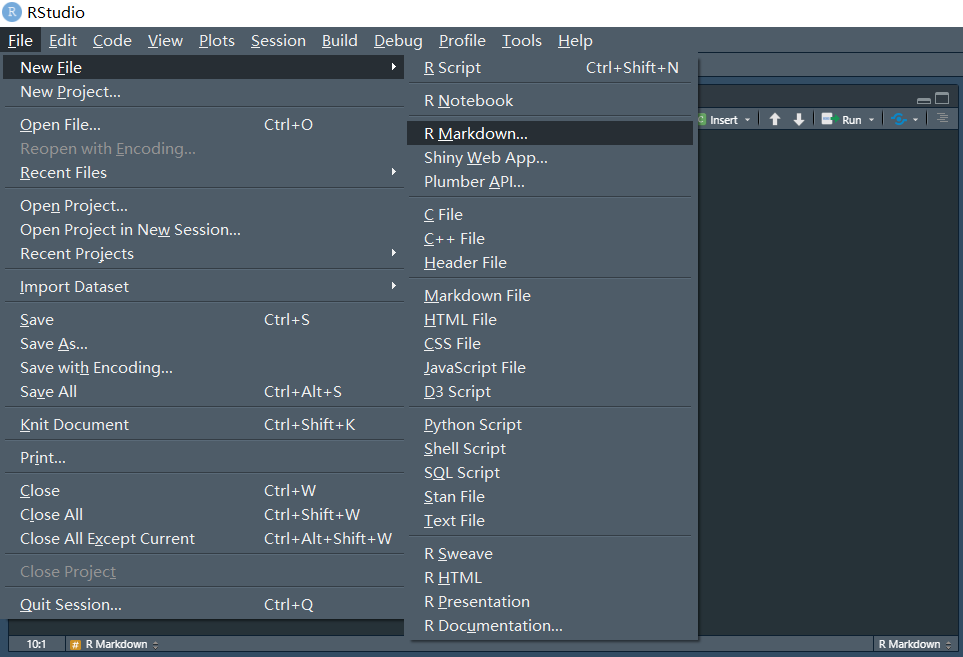 R RStudio
File Edit Code View Plots Session Build Debug Profile Tools Help
New File
New Project...
Open File... Ctrl+O
Reopen with Encoding...
Recent Files
Open Project...
Open Project in New Session...
Recent Projects
Import Dataset
Save Ctrl+S
Save As...
Save with Encoding...
Save All Ctrl+Alt+S
Knit Document Ctrl+Shift+K
Print...
Close Ctrl+W
Close All Ctrl+Shift+W
Close All Except Current Ctrl+Alt+Shift+W
Close Project
Quit Session... Ctrl+Q
R Script Ctrl+Shift+N
R Notebook
R Markdown...
Shiny Web App...
Plumber API...
C File
C++ File
Header File
Markdown File
HTML File
CSS File
JavaScript File
D3 Script
Python Script
Shell Script
SQL Script
Stan File
Text File
R Sweave
R HTML
R Presentation
R Documentation...
Insert Run
10:1 # R Markdown R Markdown